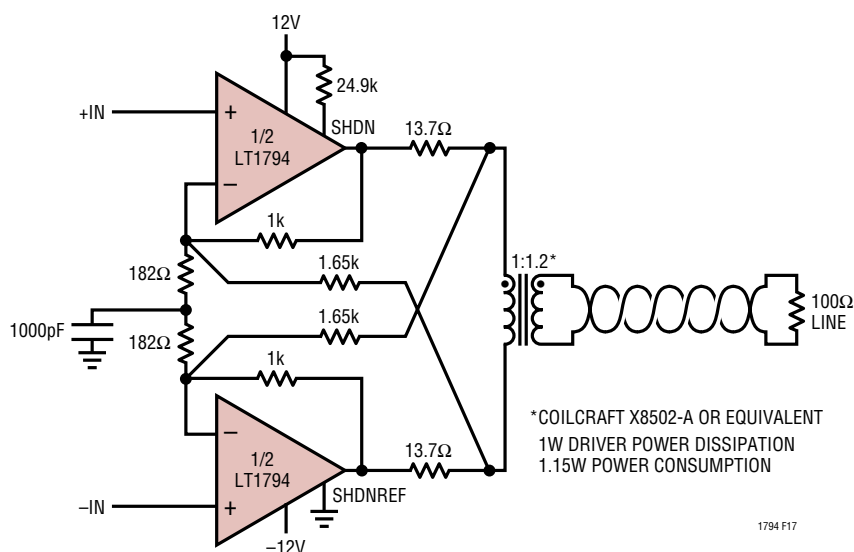 12V
24.9k
+IN
+
SHDN
13.7Ω
1/2
LT1794
–
1k
182Ω
1.65k
1:1.2*
1000pF
1.65k
100Ω
LINE
182Ω
1k
*COILCRAFT X8502-A OR EQUIVALENT
1W DRIVER POWER DISSIPATION
1.15W POWER CONSUMPTION
–
13.7Ω
1/2
LT1794
SHDNREF
–IN
+
–12V
1794 F17